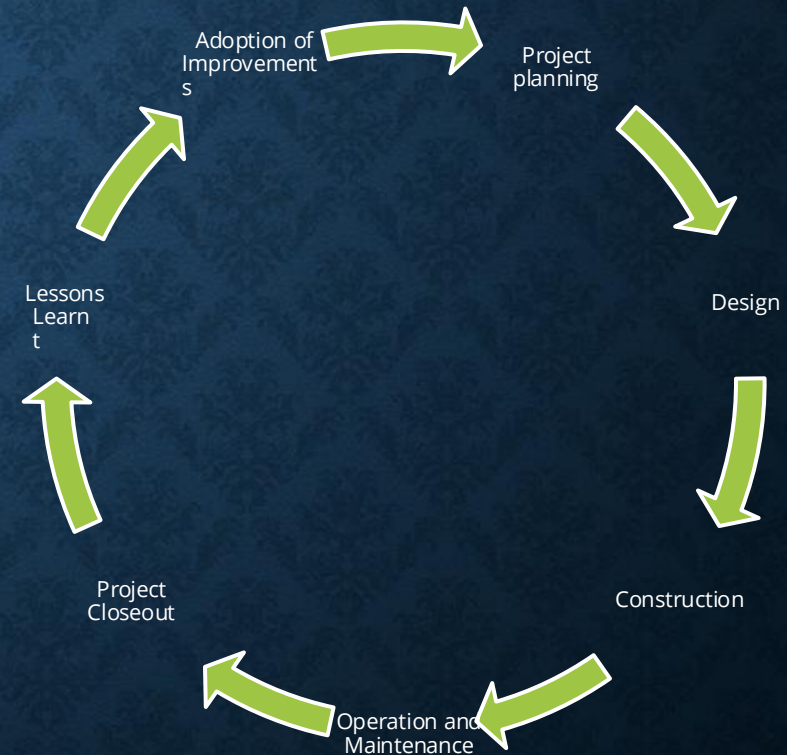 Adoption of
Improvement
s
Project
planning
Design
Construction
Operation and
Maintenance
Project
Closeout
Lessons
Learn
t